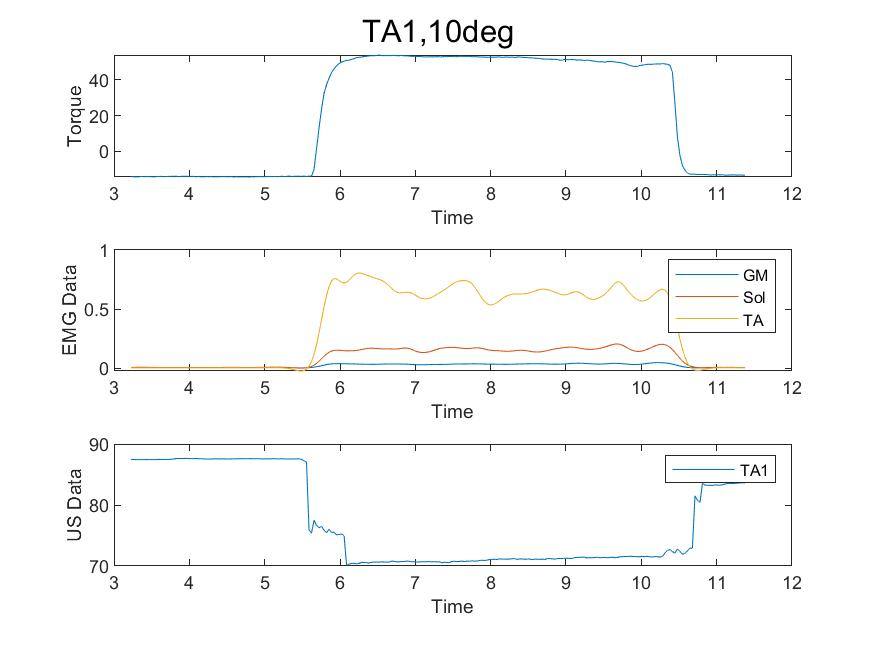 TA1,10deg
40
20
0
Torque
3 4 5 6 7 8 9 10 11 12
Time
1
0.5
0
EMG Data
GM
Sol
TA
3 4 5 6 7 8 9 10 11 12
Time
90
80
70
US Data
TA1
3 4 5 6 7 8 9 10 11 12
Time